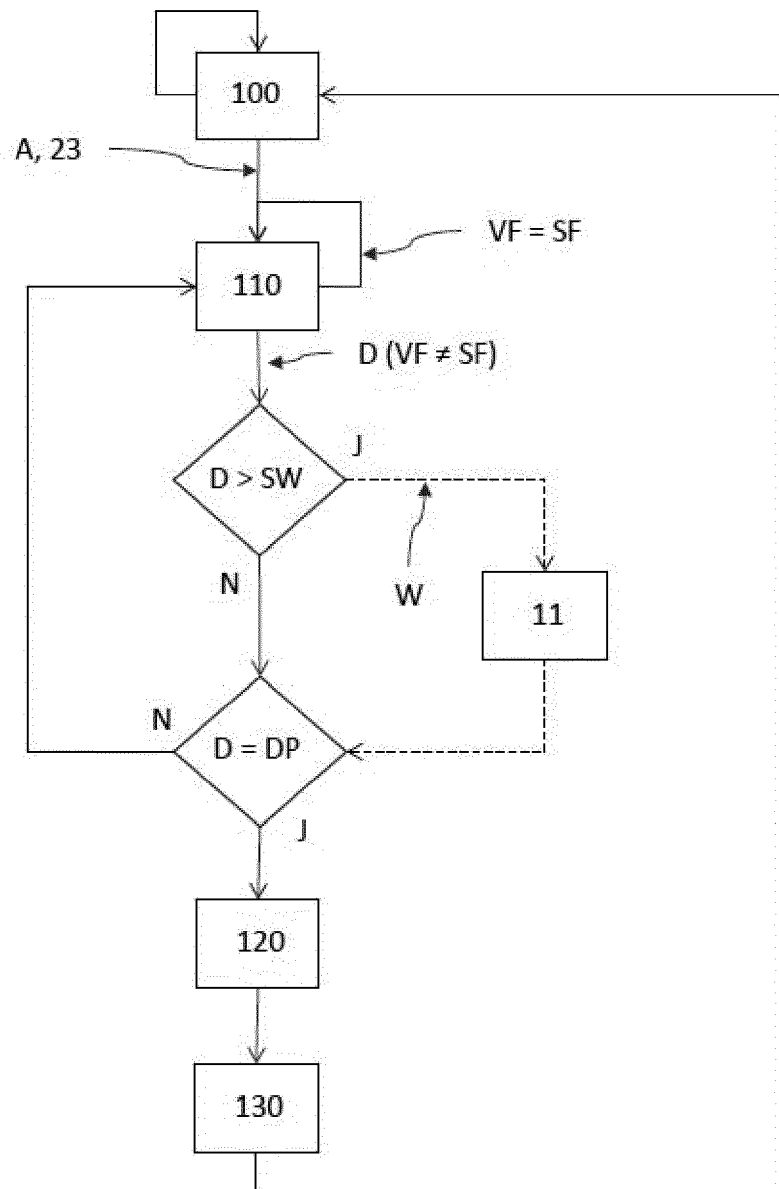 100
A, 23
VF = SF
110
D (VF ≠ SF)
J
D > SW
N
W
11
N
D = DP
J
120
130